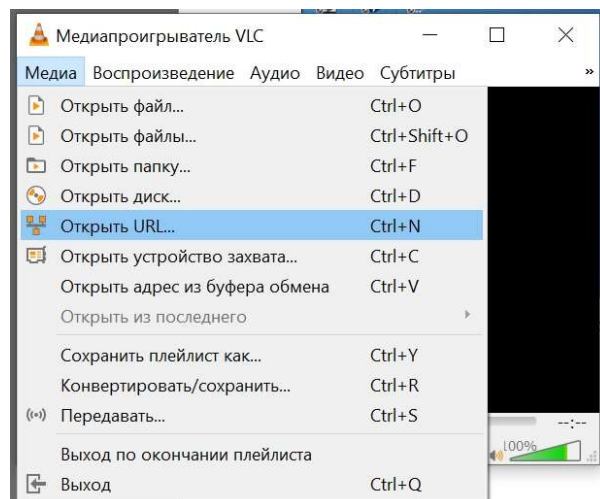 Медиапроигрыватель VLC
Медиа Воспроизведение Аудио Видео Субтитры »
Открыть файл... Ctrl+O
Открыть файлы... Ctrl+Shift+O
Открыть папку... Ctrl+F
Открыть диск... Ctrl+D
Открыть URL... Ctrl+N
Открыть устройство захвата... Ctrl+C
Открыть адрес из буфера обмена Ctrl+V
Открыть из последнего
Сохранить плейлист как... Ctrl+Y
Конвертировать/сохранить... Ctrl+R
Передавать... Ctrl+S
--:--
Выход по окончании плейлиста
100%
Выход Ctrl+Q